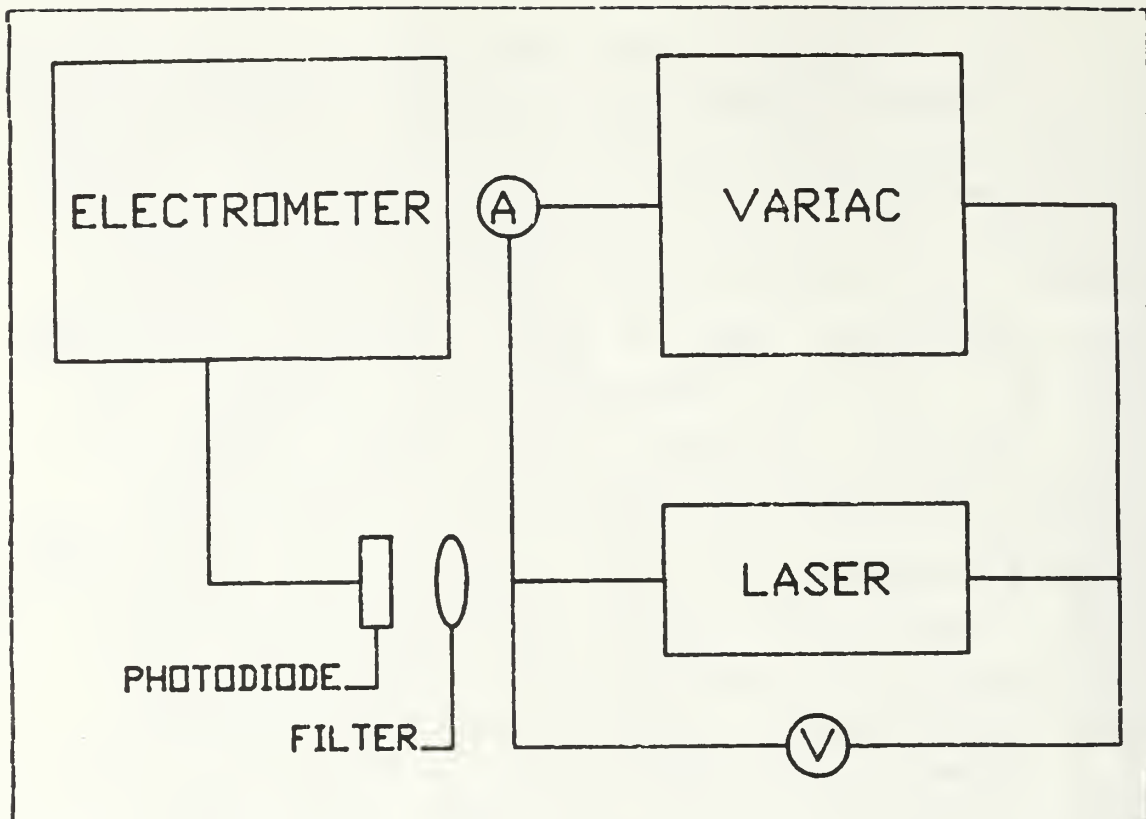 ELECTROMETER
A
VARIAC
LASER
PHOTODIODE
FILTER
V